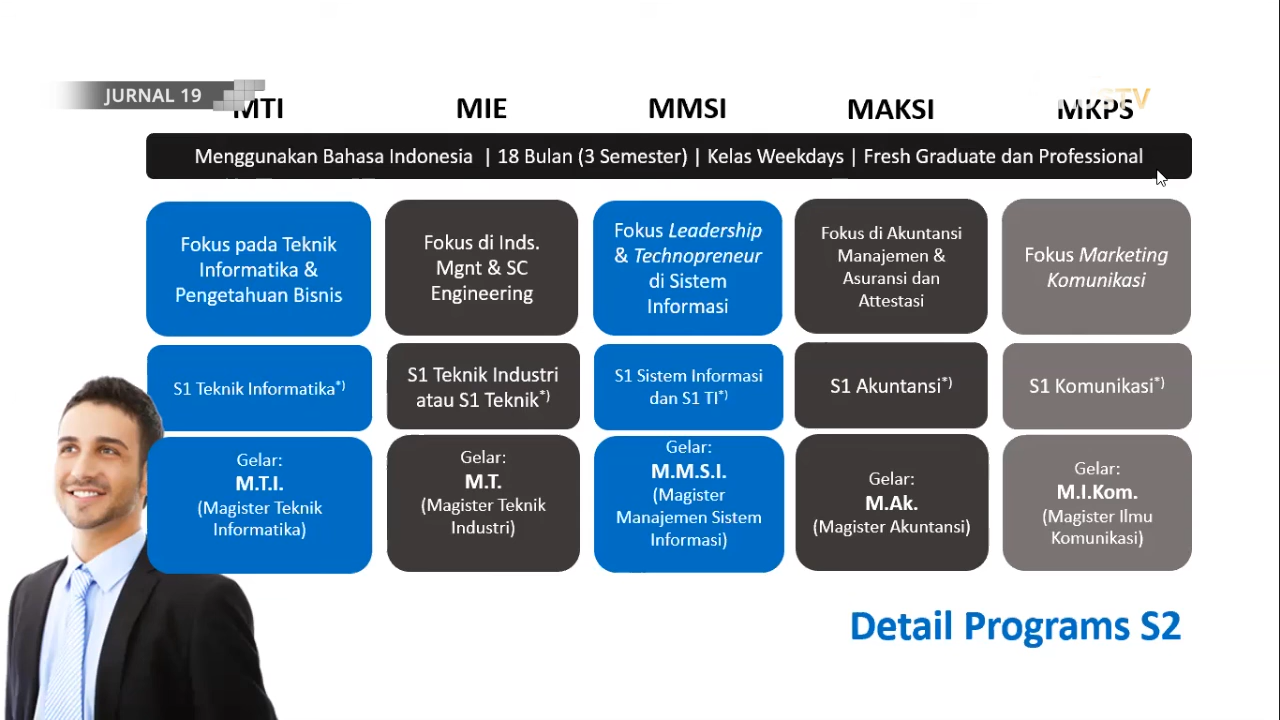 JURNAL 19
MTI
MIE
MMSI
MAKSI
MKPS
Menggunakan Bahasa Indonesia | 18 Bulan (3 Semester) | Kelas Weekdays | Fresh Graduate dan Professional
Fokus pada Teknik
Informatika &
Pengetahuan Bisnis
Fokus di Inds.
Mgnt & SC
Engineering
Fokus Leadership
& Technopreneur
di Sistem
Informasi
Fokus di Akuntansi
Manajemen &
Asuransi dan
Attestasi
Fokus Marketing
Komunikasi
S1 Teknik Informatika*)
S1 Teknik Industri
atau S1 Teknik*)
S1 Sistem Informasi
dan S1 TI*)
S1 Akuntansi*)
S1 Komunikasi*)
Gelar:
M.T.I.
(Magister Teknik
Informatika)
Gelar:
M.T.
(Magister Teknik
Industri)
Gelar:
M.M.S.I.
(Magister
Manajemen Sistem
Informasi)
Gelar:
M.Ak.
(Magister Akuntansi)
Gelar:
M.I.Kom.
(Magister Ilmu
Komunikasi)
Detail Programs S2